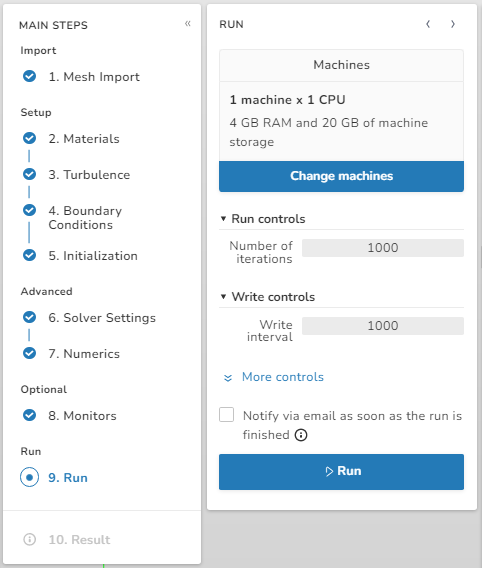 MAIN STEPS
«
Import
1. Mesh Import
Setup
2. Materials
3. Turbulence
4. Boundary
Conditions
5. Initialization
Advanced
6. Solver Settings
7. Numerics
Optional
8. Monitors
Run
9. Run
10. Result
RUN
Machines
1 machine x 1 CPU
4 GB RAM and 20 GB of machine
storage
Change machines
Run controls
Number of
iterations
1000
Write controls
Write
interval
1000
More controls
Notify via email as soon as the run is
finished
Run